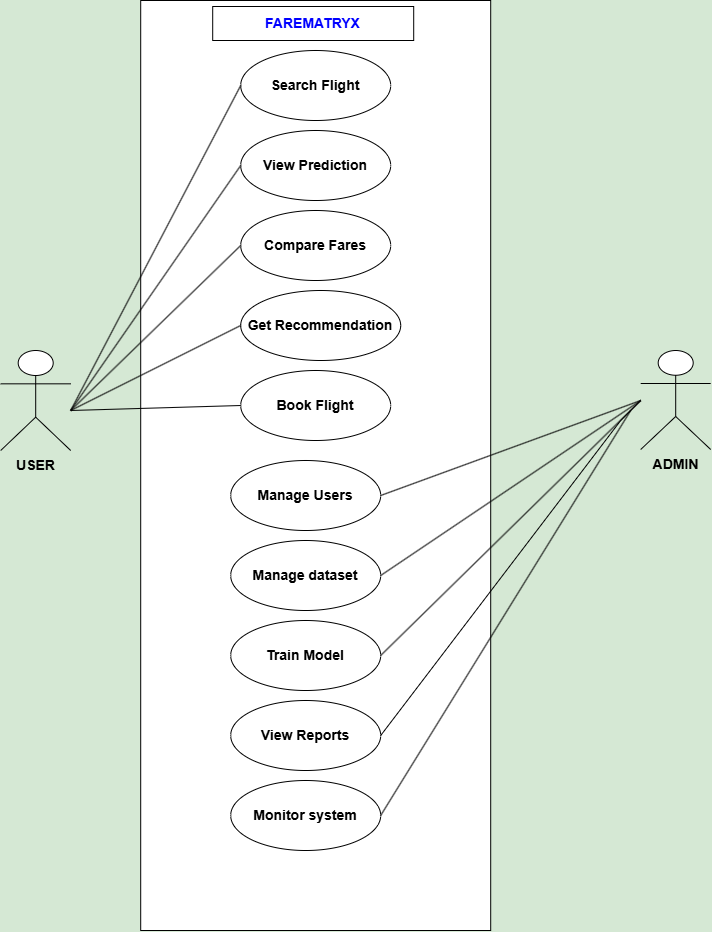 FAREMATRYX
Search Flight
View Prediction
Compare Fares
Get Recommendation
Book Flight
USER
ADMIN
Manage Users
Manage dataset
Train Model
View Reports
Monitor system